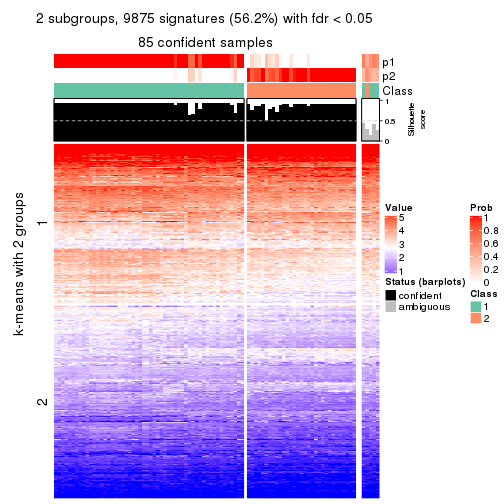 2 subgroups, 9875 signatures (56.2%) with fdr < 0.05
85 confident samples
p1
p2
Class
1
0.5
0
Silhouette
score
k-means with 2 groups
1
2
Value
5
4
3
2
1
Status (barplots)
confident
ambiguous
Prob
1
0.8
0.6
0.4
0.2
0
Class
1
2